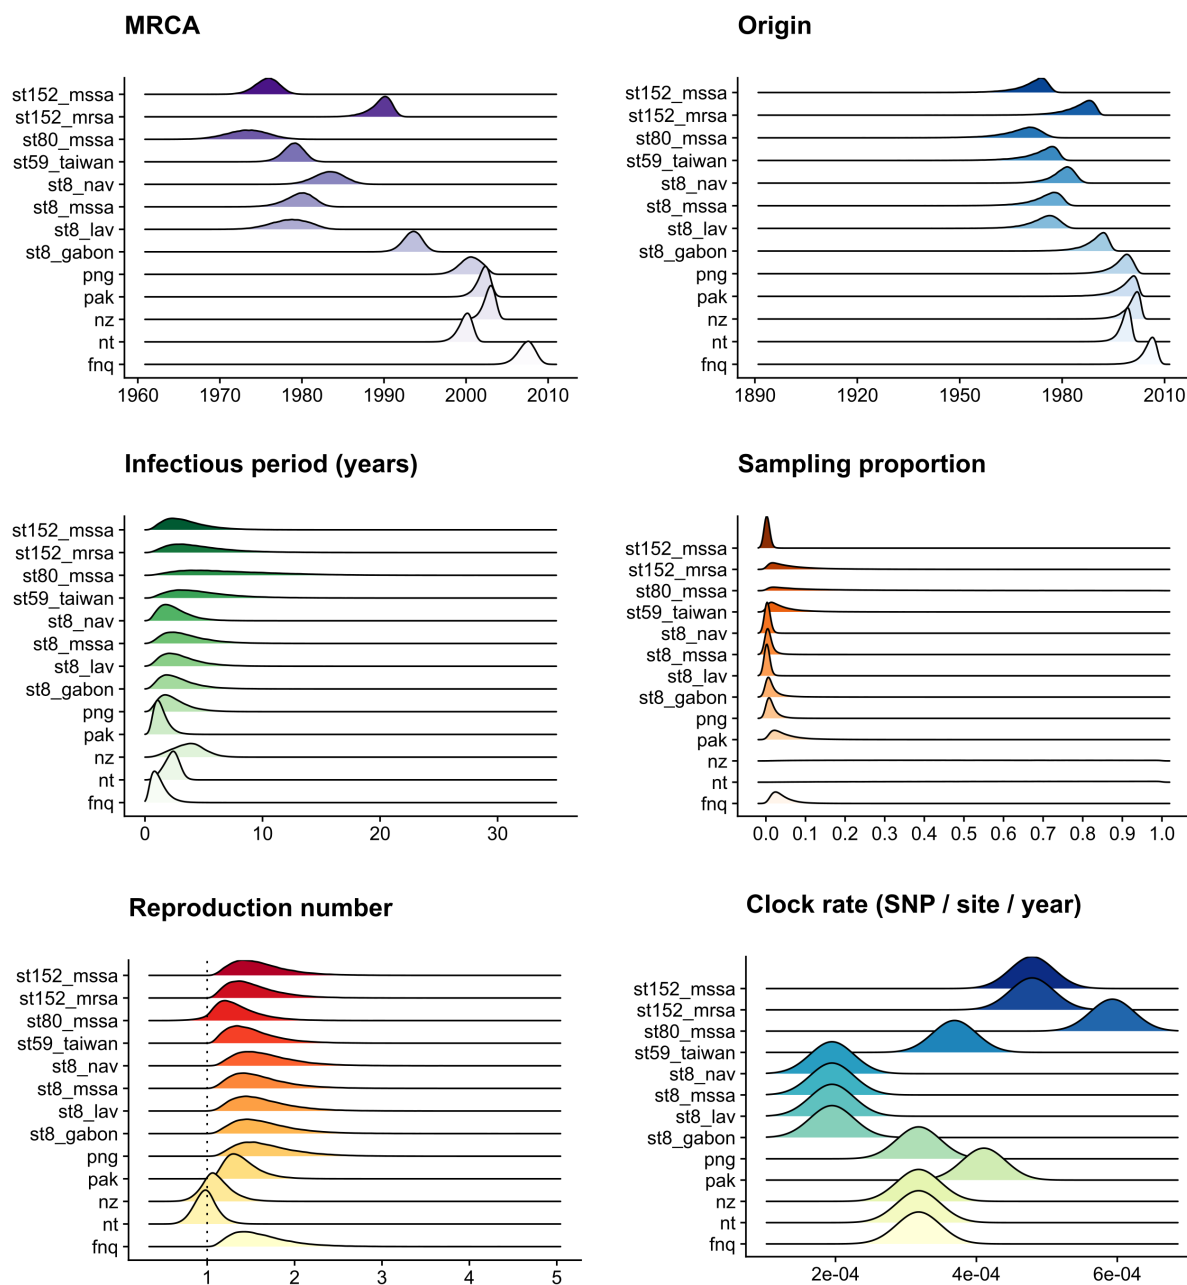 MRCA
st152_mssa
st152_mrsa
st80_mssa
st59_taiwan
st8_nav
st8_mssa
st8_lav
st8_gabon
png
pak
nz
nt
fnq
1960 1970 1980 1990 2000 2010
Origin
st152_mssa
st152_mrsa
st80_mssa
st59_taiwan
st8_nav
st8_mssa
st8_lav
st8_gabon
png
pak
nz
nt
fnq
1890 1920 1950 1980 2010
Infectious period (years)
st152_mssa
st152_mrsa
st80_mssa
st59_taiwan
st8_nav
st8_mssa
st8_lav
st8_gabon
png
pak
nz
nt
fnq
0 10 20 30
Sampling proportion
st152_mssa
st152_mrsa
st80_mssa
st59_taiwan
st8_nav
st8_mssa
st8_lav
st8_gabon
png
pak
nz
nt
fnq
0.0 0.1 0.2 0.3 0.4 0.5 0.6 0.7 0.8 0.9 1.0
Reproduction number
st152_mssa
st152_mrsa
st80_mssa
st59_taiwan
st8_nav
st8_mssa
st8_lav
st8_gabon
png
pak
nz
nt
fnq
1 2 3 4 5
Clock rate (SNP / site / year)
st152_mssa
st152_mrsa
st80_mssa
st59_taiwan
st8_nav
st8_mssa
st8_lav
st8_gabon
png
pak
nz
nt
fnq
2e-04 4e-04 6e-04